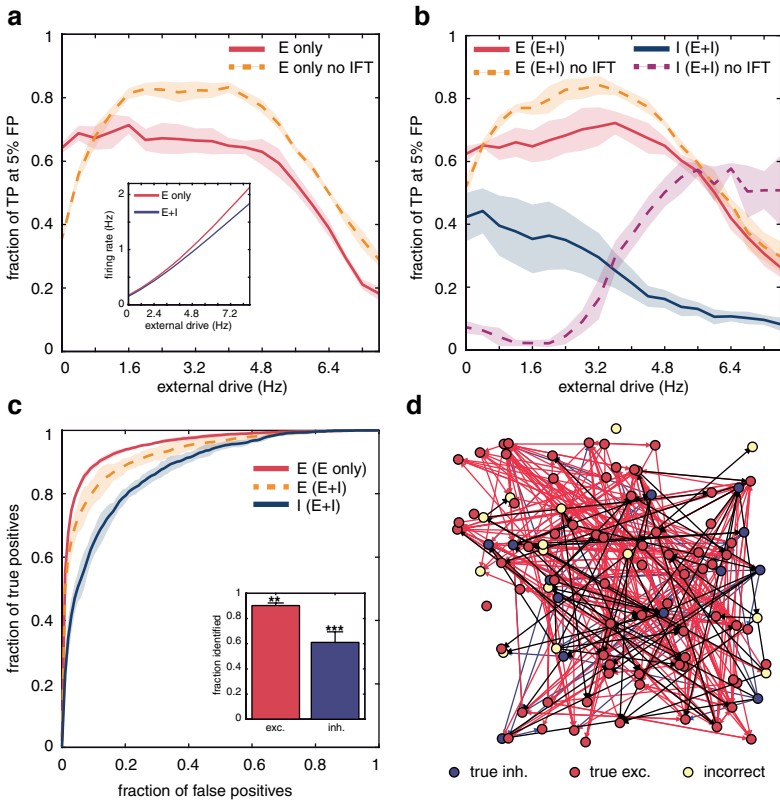 a
E only
E only no IFT
fraction of TP at 5% FP
1
0.8
0.6
0.4
0.2
0
0
1.6
3.2
4.8
6.4
external drive (Hz)
E only
E+I
firing rate (Hz)
2
1
0
0
2.4
4.8
7.2
external drive (Hz)
b
E (E+I)
E (E+I) no IFT
I (E+I)
I (E+I) no IFT
fraction of TP at 5% FP
1
0.8
0.6
0.4
0.2
0
0
1.6
3.2
4.8
6.4
external drive (Hz)
c
E (E only)
E (E+I)
I (E+I)
fraction of true positives
1
0.8
0.6
0.4
0.2
0
0
0.2
0.4
0.6
0.8
1
fraction of false positives
fraction identified
1
0.8
0.6
0.4
0.2
0
**
***
exc.
inh.
d
true inh.
true exc.
incorrect